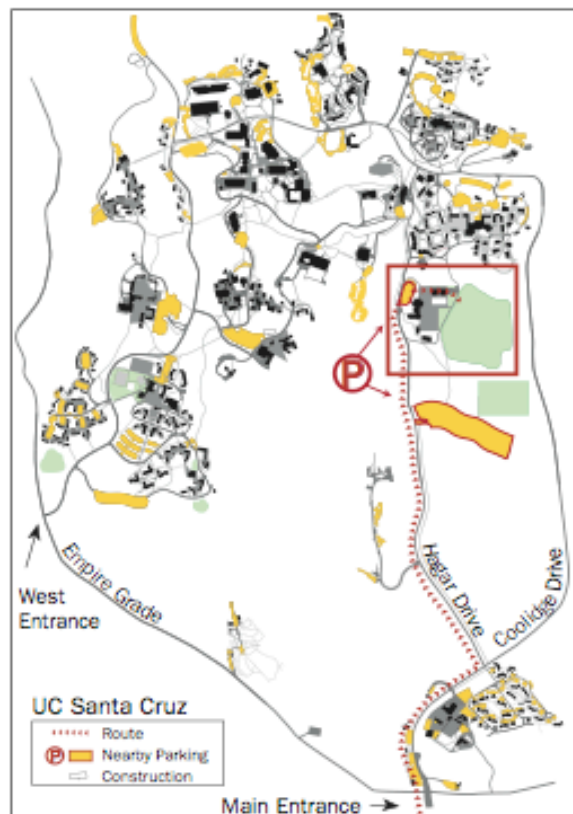 P
West
Entrance
Empire Grade
Hagar Drive
Coolidge Drive
UC Santa Cruz
Route
P Nearby Parking
Construction
Main Entrance